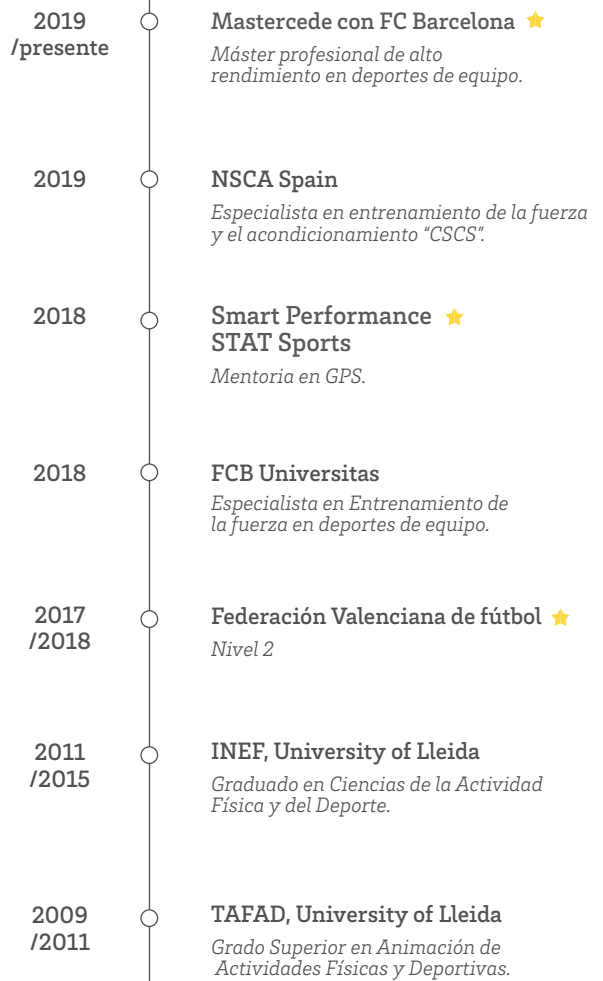 2019
/presente
Mastercede con FC Barcelona
Máster profesional de alto
rendimiento en deportes de equipo.
2019
NSCA Spain
Especialista en entrenamiento de la fuerza
y el acondicionamiento “CSCS”.
2018
Smart Performance
STAT Sports
Mentoria en GPS.
2018
FCB Universitas
Especialista en Entrenamiento de
la fuerza en deportes de equipo.
2017
/2018
Federación Valenciana de fútbol
Nivel 2
2011
/2015
INEF, University of Lleida
Graduado en Ciencias de la Actividad
Física y del Deporte.
2009
/2011
TAFAD, University of Lleida
Grado Superior en Animación de
Actividades Físicas y Deportivas.